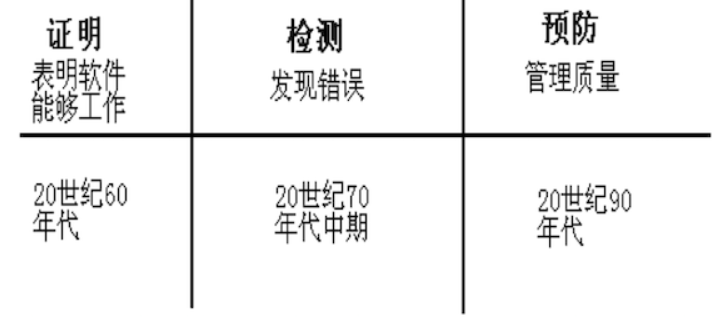 证明
表明软件
能够工作
检测
发现错误
预防
管理质量
20世纪60
年代
20世纪70
年代中期
20世纪90
年代